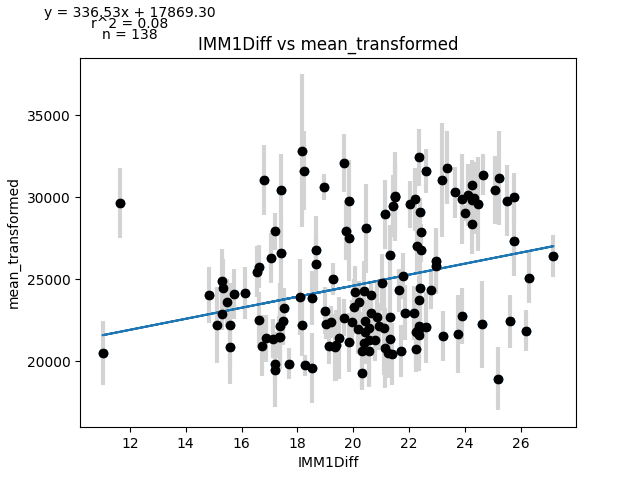 y = 336.53x + 17869.30
r^2 = 0.08
n = 138
IMM1Diff vs mean_transformed
mean_transformed
35000
30000
25000
20000
12 14 16 18 20 22 24 26
IMM1Diff